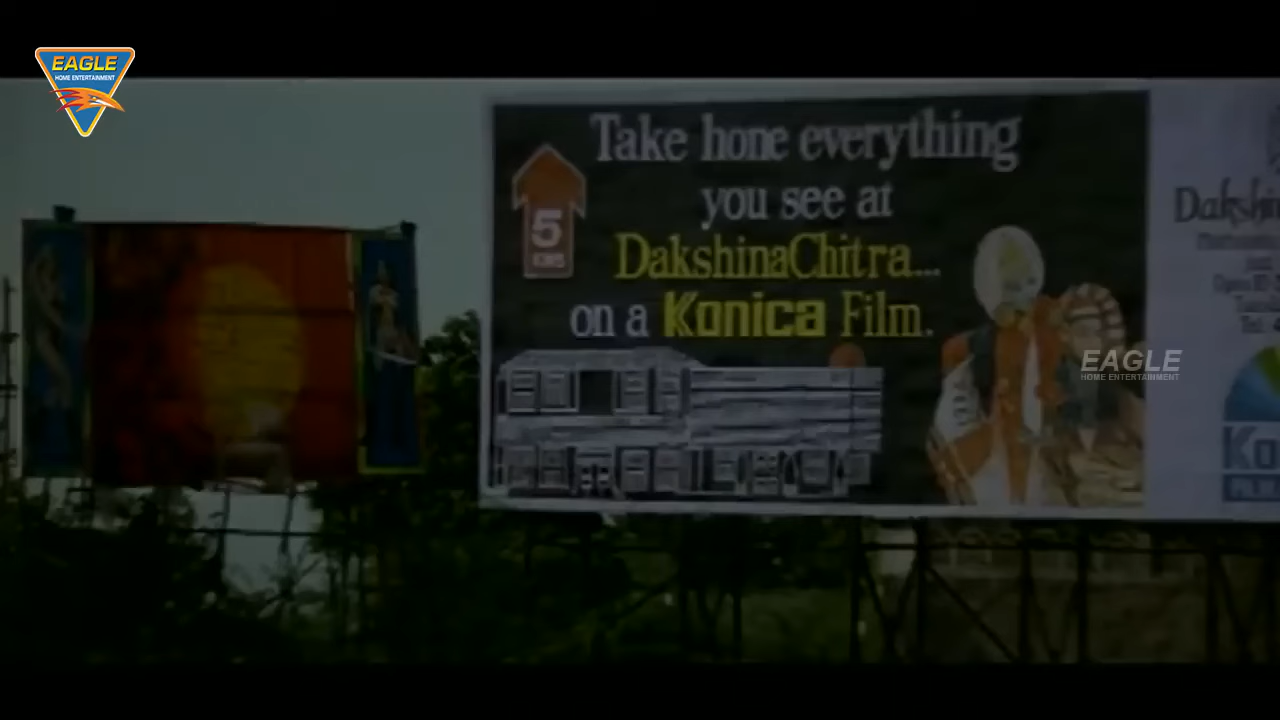 EAGLE
HOME ENTERTAINMENT
Take hone everything
you see at
DakshinaChitra...
on a Konica Film.
5
KMS
Dakshi
EAGLE
HOME ENTERTAINMENT
Ko